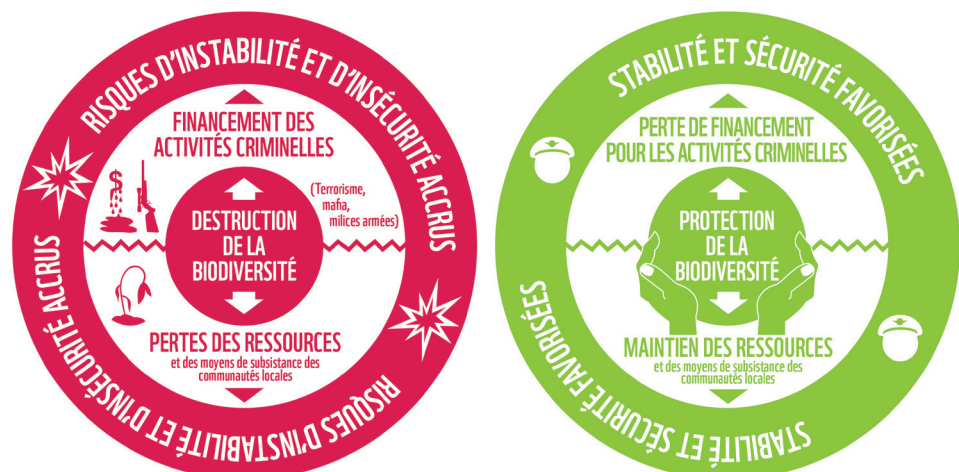 RISQUES D'INSTABILITÉ ET D'INSÉCURITÉ ACCRUS
FINANCEMENT DES
ACTIVITÉS CRIMINELLES
$
(Terrorisme,
mafia,
milices armées)
DESTRUCTION
DE LA
BIODIVERSITÉ
PERTES DES RESSOURCES
et des moyens de subsistance des
communautés locales
RISQUES D'INSTABILITÉ ET D'INSÉCURITÉ ACCRUS
STABILITÉ ET SÉCURITÉ FAVORISÉES
PERTE DE FINANCEMENT
POUR LES ACTIVITÉS CRIMINELLES
PROTECTION
DE LA
BIODIVERSITÉ
MAINTIEN DES RESSOURCES
et des moyens de subsistance des
communautés locales
STABILITÉ ET SÉCURITÉ FAVORISÉES